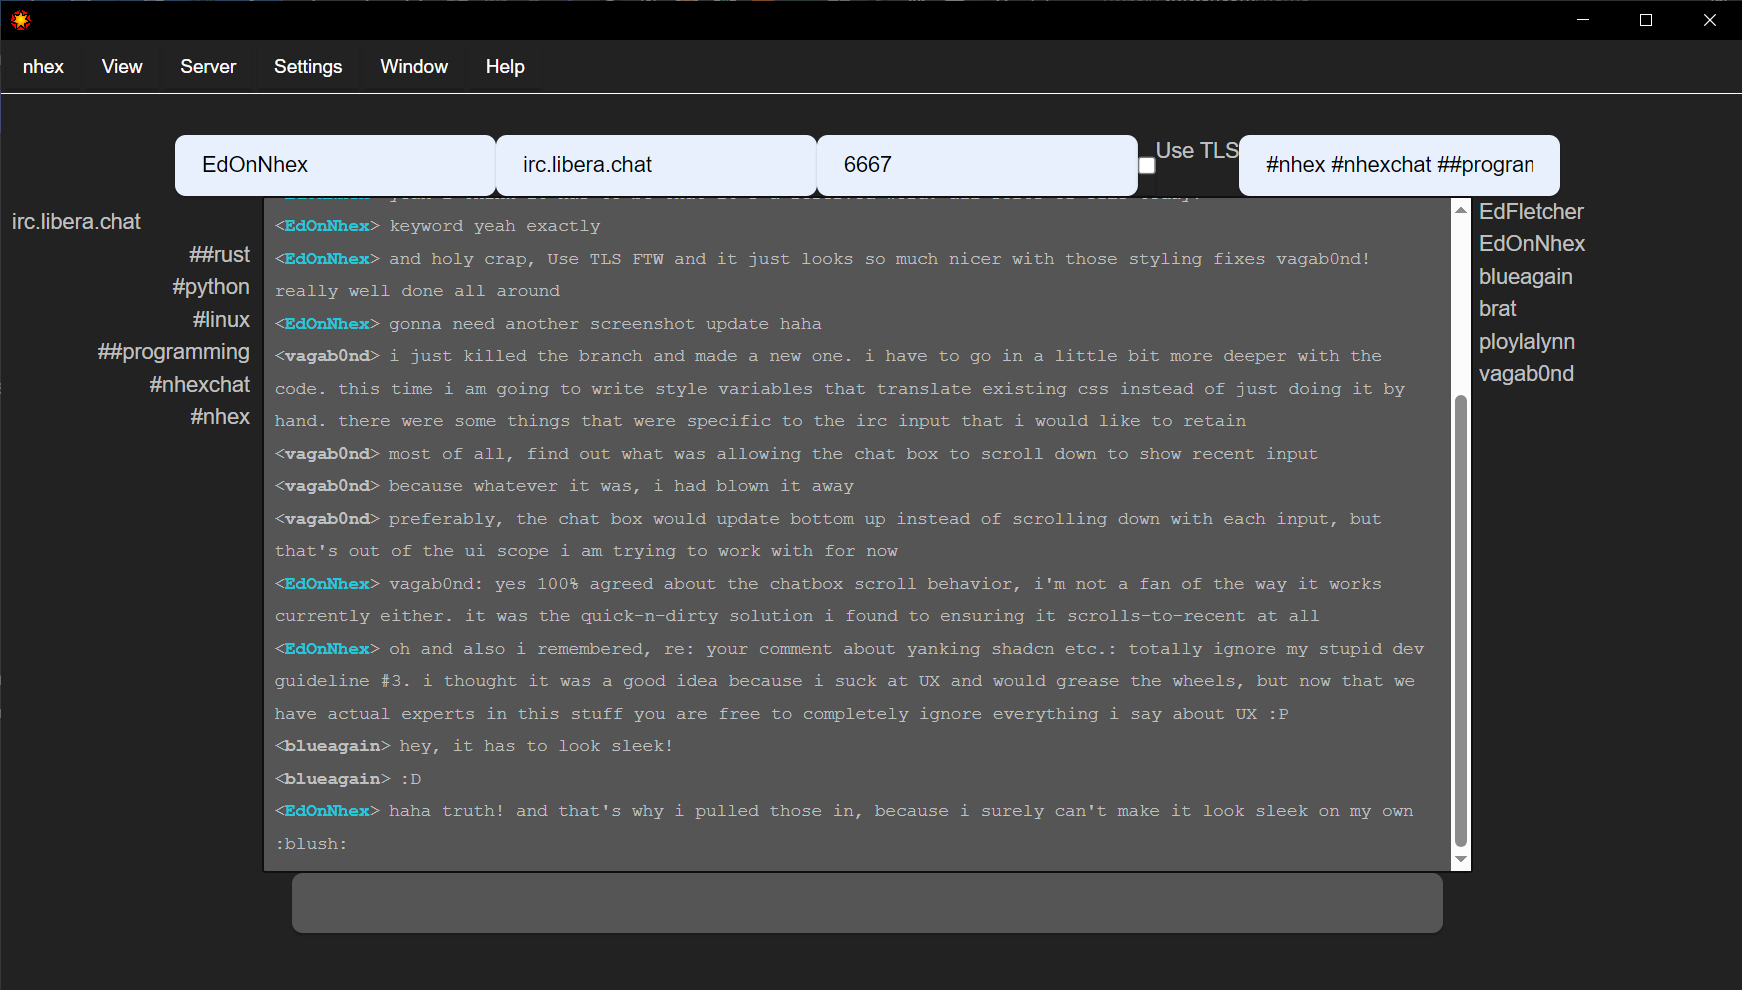 nhex View Server Settings Window Help
EdOnNhex irc.libera.chat 6667 Use TLS #nhex #nhexchat ##progran
irc.libera.chat
##rust
#python
#linux
##programming
#nhexchat
#nhex
<EdOnNhex> keyword yeah exactly
<EdOnNhex> and holy crap, Use TLS FTW and it just looks so much nicer with those styling fixes vagab0nd!
really well done all around
<EdOnNhex> gonna need another screenshot update haha
<vagab0nd> i just killed the branch and made a new one. i have to go in a little bit more deeper with the
code. this time i am going to write style variables that translate existing css instead of just doing it by
hand. there were some things that were specific to the irc input that i would like to retain
<vagab0nd> most of all, find out what was allowing the chat box to scroll down to show recent input
<vagab0nd> because whatever it was, i had blown it away
<vagab0nd> preferably, the chat box would update bottom up instead of scrolling down with each input, but
that's out of the ui scope i am trying to work with for now
<EdOnNhex> vagab0nd: yes 100% agreed about the chatbox scroll behavior, i'm not a fan of the way it works
currently either. it was the quick-n-dirty solution i found to ensuring it scrolls-to-recent at all
<EdOnNhex> oh and also i remembered, re: your comment about yanking shadcn etc.: totally ignore my stupid dev
guideline #3. i thought it was a good idea because i suck at UX and would grease the wheels, but now that we
have actual experts in this stuff you are free to completely ignore everything i say about UX :P
<blueagain> hey, it has to look sleek!
<blueagain> :D
<EdOnNhex> haha truth! and that's why i pulled those in, because i surely can't make it look sleek on my own
:blush:
EdFletcher
EdOnNhex
blueagain
brat
ploylalynn
vagab0nd